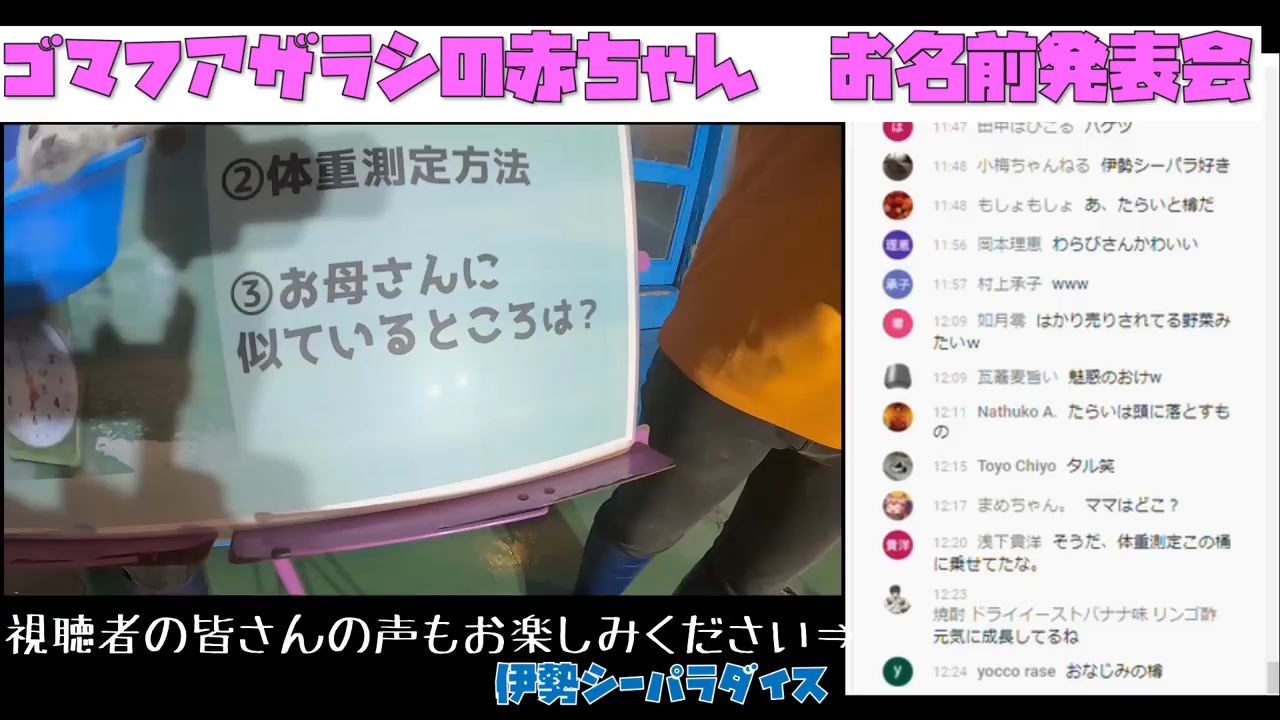 ゴマフアザラシの赤ちゃん　お名前発表会
②体重測定方法
③お母さんに
似ているところは?
視聴者の皆さんの声もお楽しみください⇒
伊勢シーパラダイス
は 11:47 田中はびこる バケツ
11:48 小梅ちゃんねる 伊勢シーパラ好き
11:48 もしょもしょ あ、たらいと樽だ
理恵 11:56 岡本理恵 わらびさんかわいい
承子 11:57 村上承子 www
零 12:09 如月零 はかり売りされてる野菜み
たいw
12:09 瓦蕎麦旨い 魅惑のおけw
12:11 Nathuko A. たらいは頭に落とすも
の
12:15 Toyo Chiyo タル笑
12:17 まめちゃん。 ママはどこ？
貴洋 12:20 浅下貴洋 そうだ、体重測定この桶
に乗せてたな。
12:23
焼酎 ドライイーストバナナ味 リンゴ酢
元気に成長してるね
y 12:24 yocco rase おなじみの樽